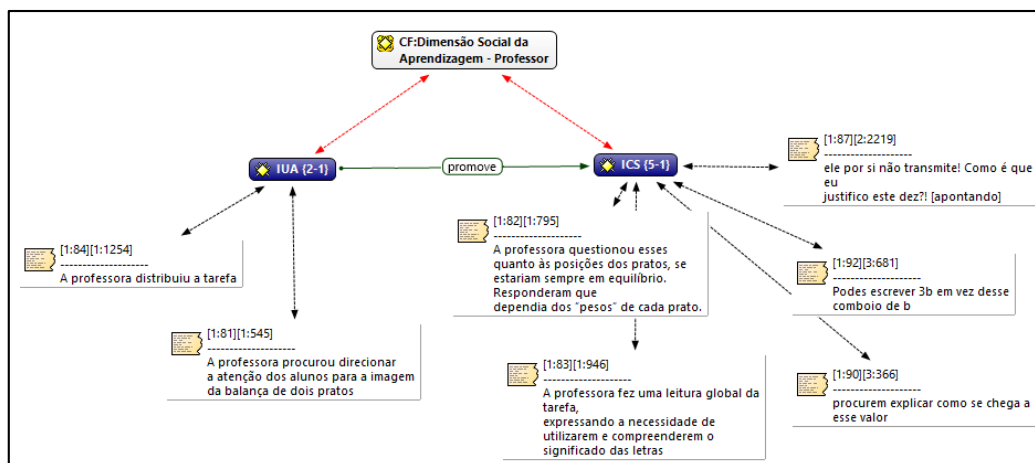 CF:Dimensão Social da
Aprendizagem - Professor
IUA {2-1}
promove
ICS {5-1}
[1:87][2:2219]
--------------------
ele por si não transmite! Como é que
eu
justifico este dez?! [apontando]
[1:84][1:1254]
--------------------
A professora distribuiu a tarefa
[1:82][1:795]
--------------------
A professora questionou esses
quanto às posições dos pratos, se
estariam sempre em equilíbrio.
Responderam que
dependia dos "pesos" de cada prato.
[1:92][3:681]
--------------------
Podes escrever 3b em vez desse
comboio de b
[1:81][1:545]
--------------------
A professora procurou direcionar
a atenção dos alunos para a imagem
da balança de dois pratos
[1:83][1:946]
--------------------
A professora fez uma leitura global da
tarefa,
expressando a necessidade de
utilizarem e compreenderem o
significado das letras
[1:90][3:366]
--------------------
procurem explicar como se chega a
esse valor